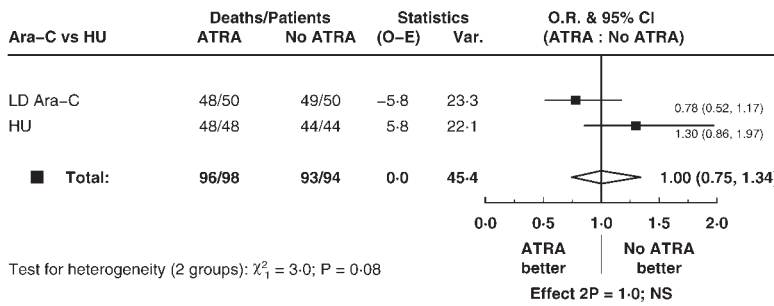 Deaths/Patients Statistics O.R. & 95% CI
Ara–C vs HU ATRA No ATRA (O–E) Var. (ATRA : No ATRA)
LD Ara–C 48/50 49/50 –5·8 23·3 0.78 (0.52, 1.17)
HU 48/48 44/44 5·8 22·1 1.30 (0.86, 1.97)
Total: 96/98 93/94 0·0 45·4 1.00 (0.75, 1.34)
0·0 0·5 1·0 1·5 2·0
ATRA No ATRA
better better
Test for heterogeneity (2 groups): χ²₁ = 3·0; P = 0·08
Effect 2P = 1·0; NS